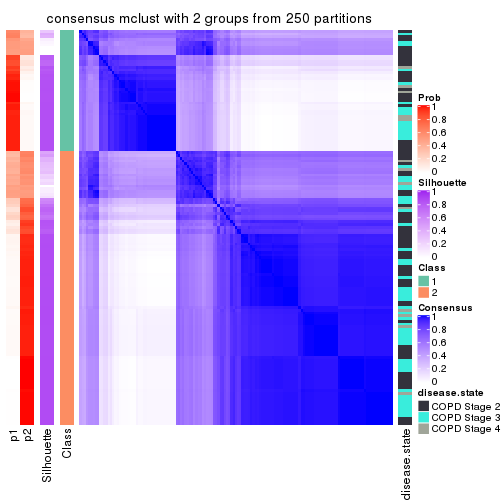 consensus mclust with 2 groups from 250 partitions
Prob
1
0.8
0.6
0.4
0.2
0
Silhouette
1
0.8
0.6
0.4
0.2
0
Class
1
2
Consensus
1
0.8
0.6
0.4
0.2
0
disease.state
COPD Stage 2
COPD Stage 3
COPD Stage 4
p1
p2
Silhouette
Class
disease.state